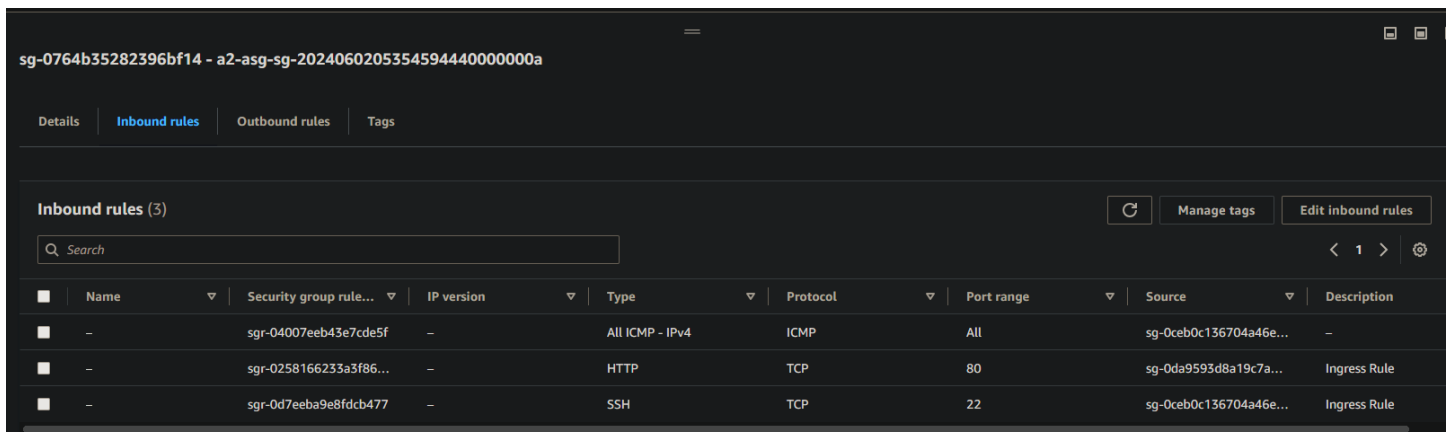 sg-0764b35282396bf14 - a2-asg-sg-20240602053545944400000000a
Details Inbound rules Outbound rules Tags
Inbound rules (3)
Manage tags Edit inbound rules
Search
1
Name Security group rule... IP version Type Protocol Port range Source Description
– sgr-04007eeb43e7cde5f – All ICMP - IPv4 ICMP All sg-0ceb0c136704a46e... –
– sgr-0258166233a3f86... – HTTP TCP 80 sg-0da9593d8a19c7a... Ingress Rule
– sgr-0d7eeba9e8fdcb477 – SSH TCP 22 sg-0ceb0c136704a46e... Ingress Rule